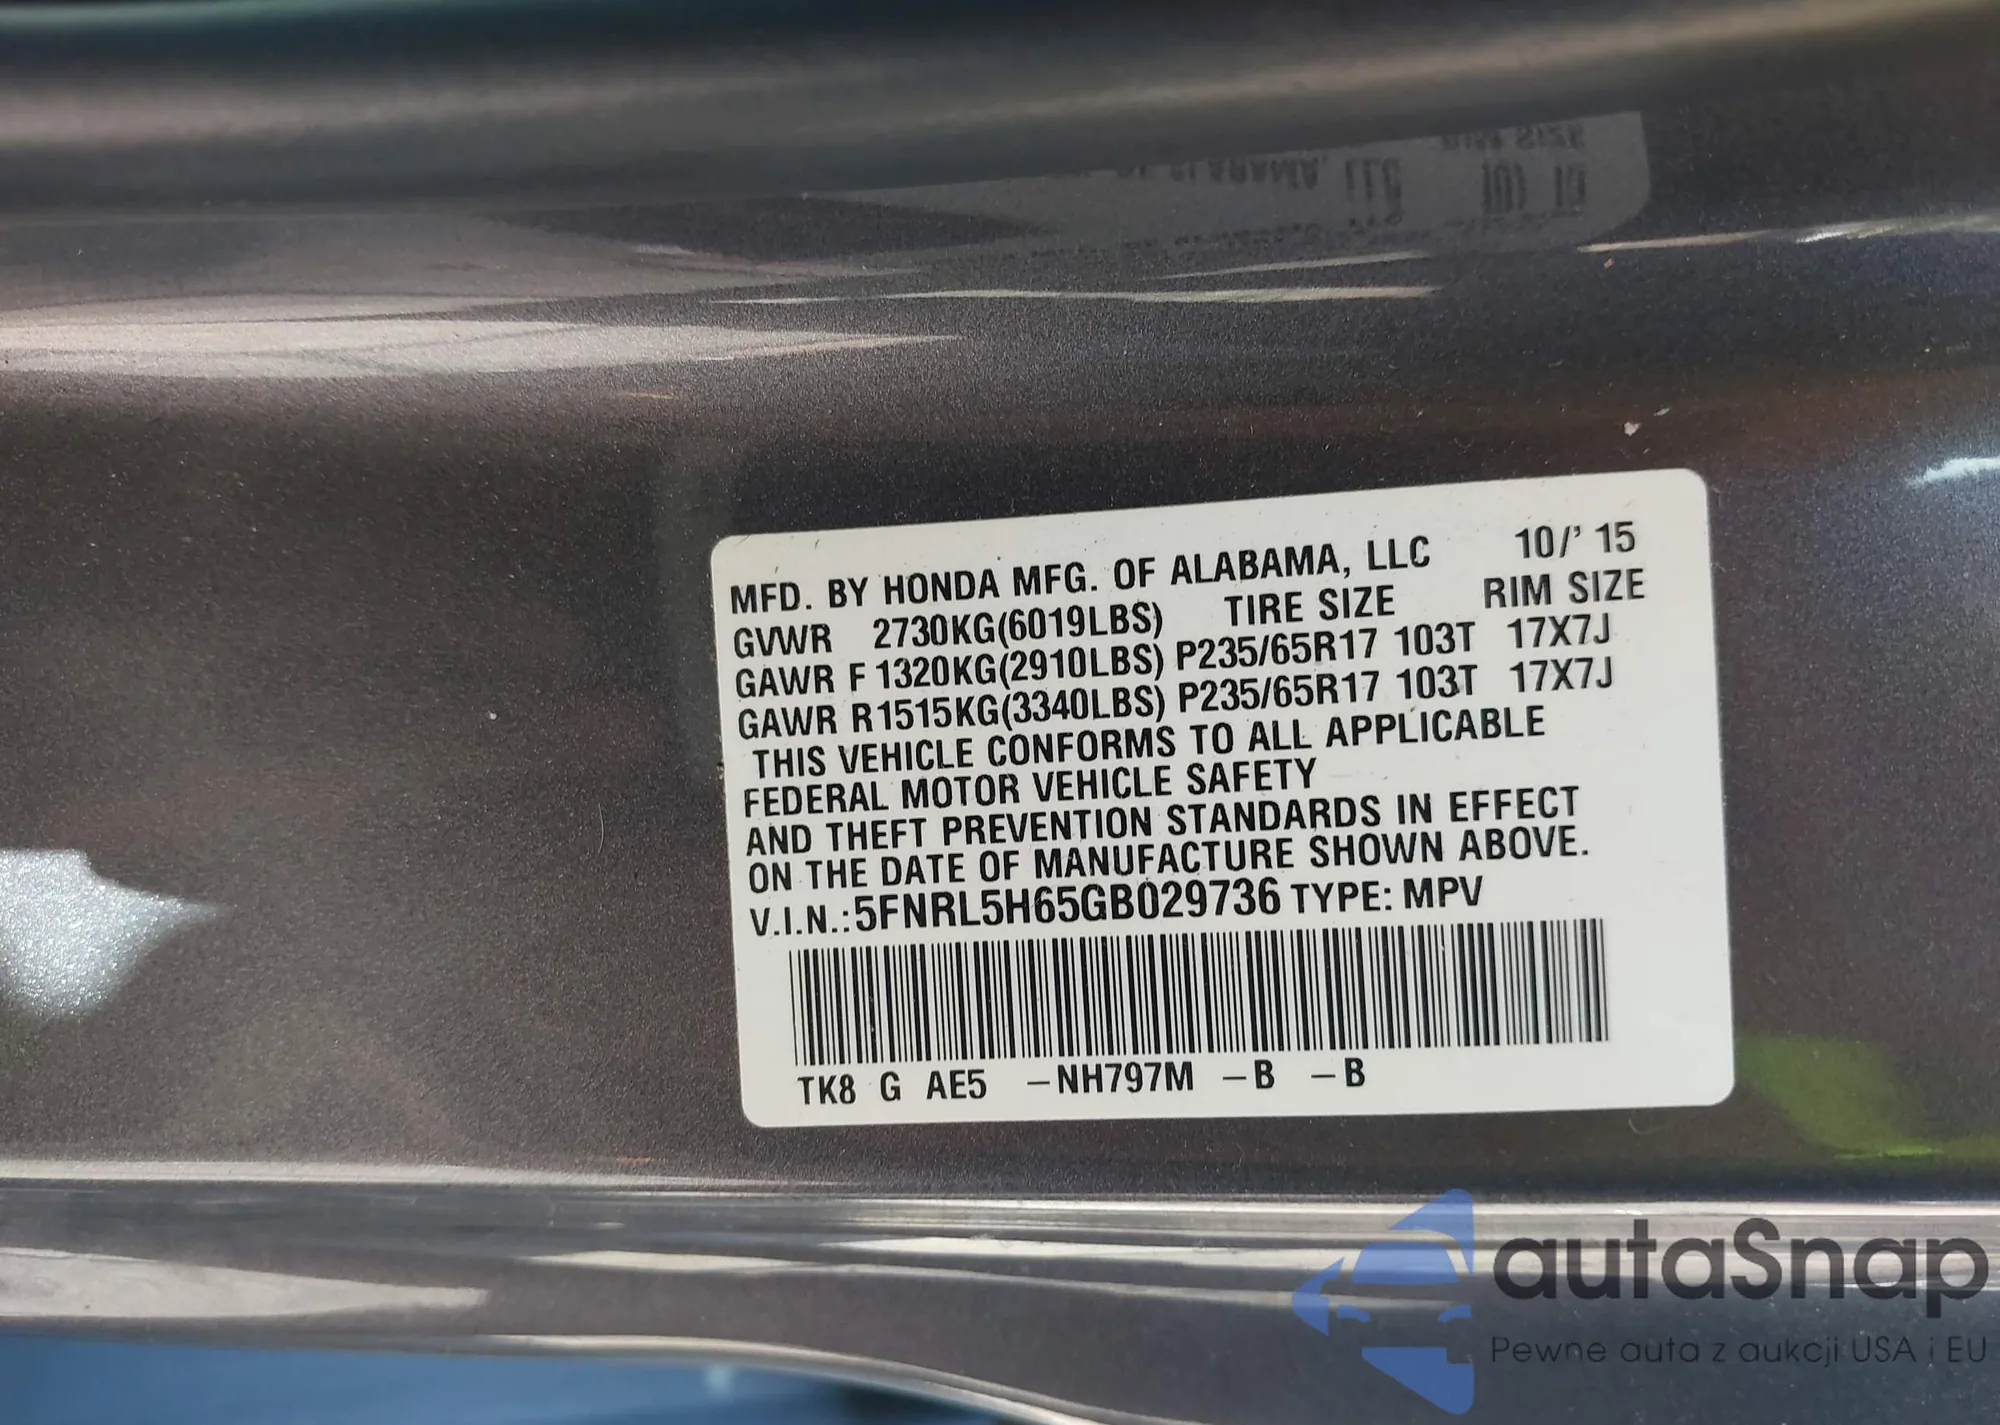 MFD. BY HONDA MFG. OF ALABAMA, LLC 10/' 15
GVWR 2730KG(6019LBS) TIRE SIZE RIM SIZE
GAWR F 1320KG(2910LBS) P235/65R17 103T 17X7J
GAWR R1515KG(3340LBS) P235/65R17 103T 17X7J
THIS VEHICLE CONFORMS TO ALL APPLICABLE
FEDERAL MOTOR VEHICLE SAFETY
AND THEFT PREVENTION STANDARDS IN EFFECT
ON THE DATE OF MANUFACTURE SHOWN ABOVE.
V.I.N.:5FNRL5H65GB029736 TYPE: MPV
TK8 G AE5 –NH797M –B –B
autaSnap
Pewne auta z aukcji USA i EU